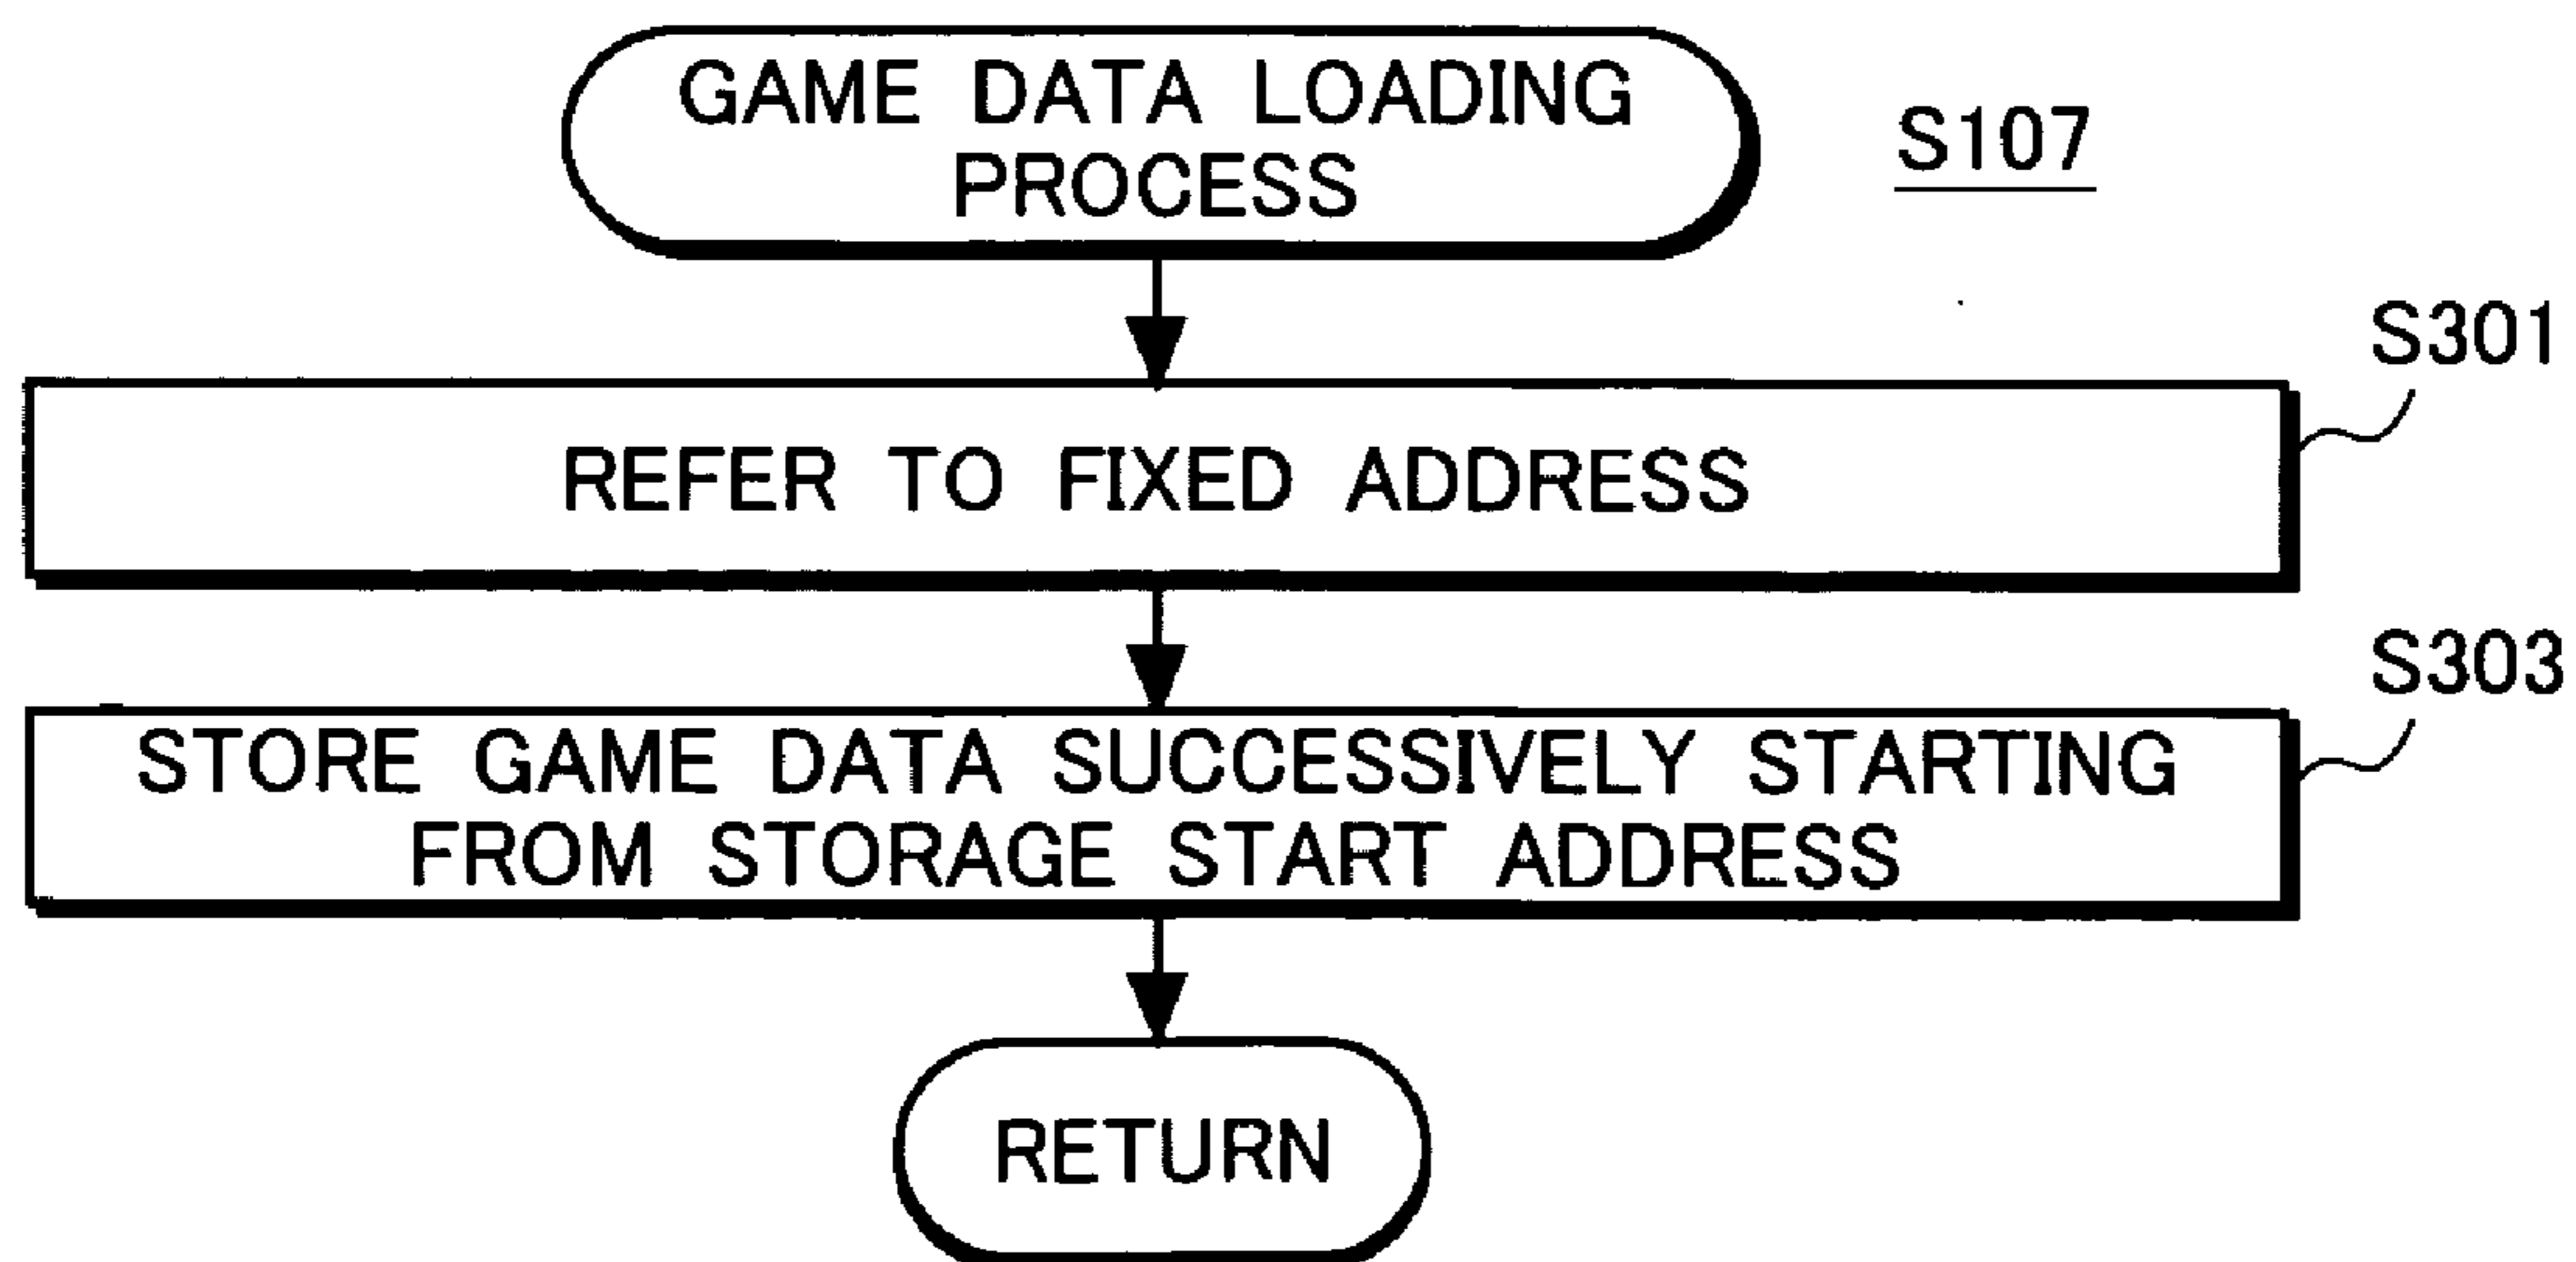 GAME DATA LOADING
PROCESS
S107
S301
REFER TO FIXED ADDRESS
S303
STORE GAME DATA SUCCESSIVELY STARTING
FROM STORAGE START ADDRESS
RETURN